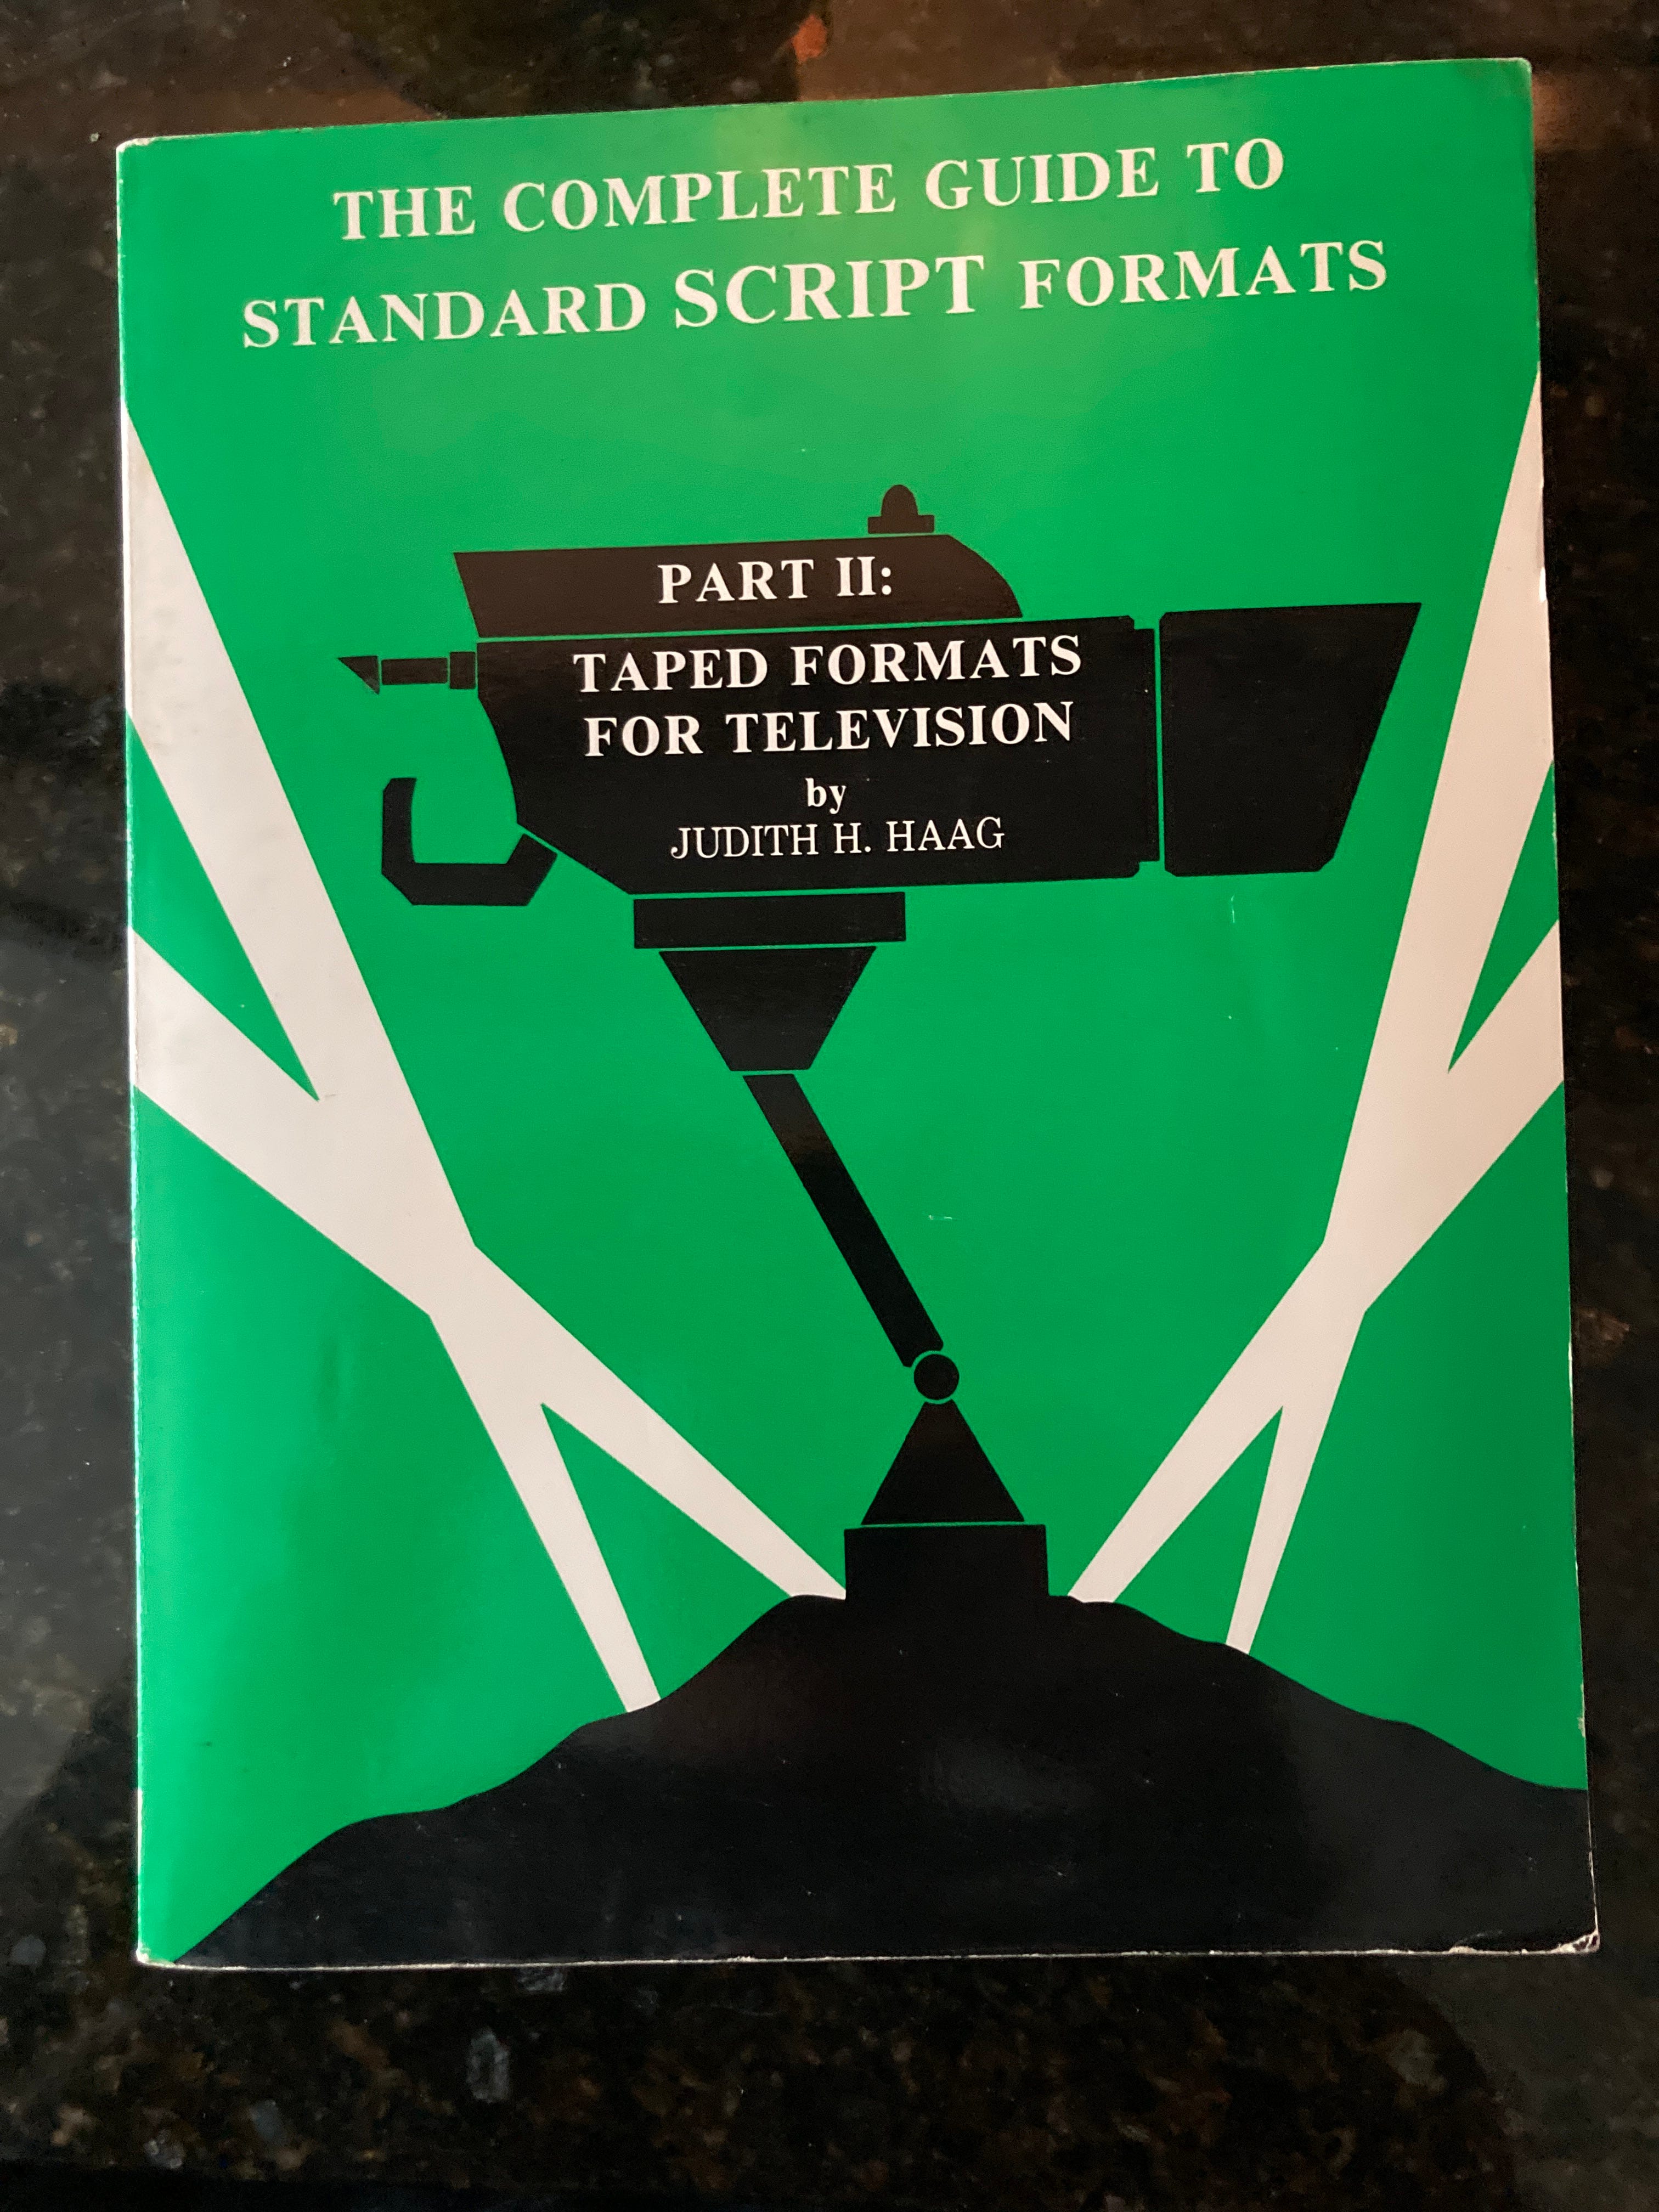 THE COMPLETE GUIDE TO
STANDARD SCRIPT FORMATS
PART II:
TAPED FORMATS
FOR TELEVISION
by
JUDITH H. HAAG